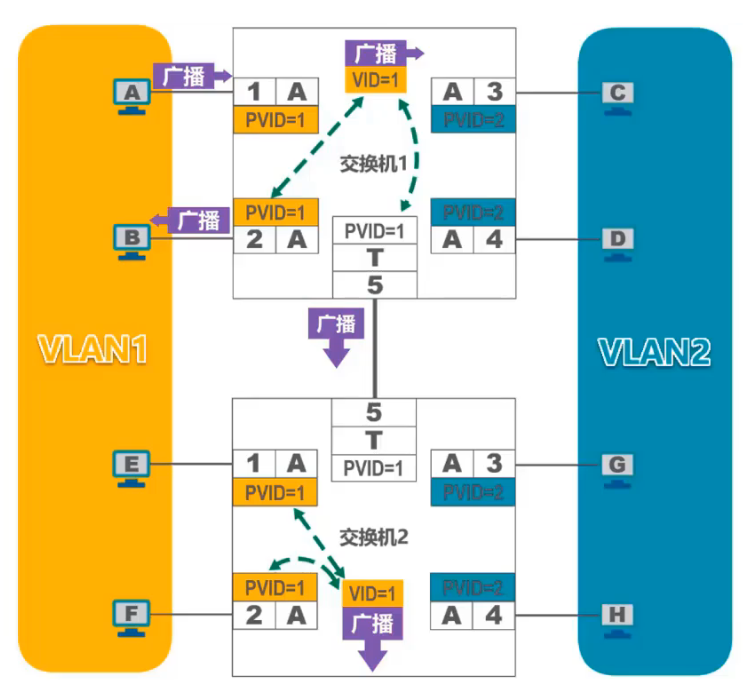 广播
VID=1
A
广播
1 A
PVID=1
A 3
PVID=2
C
交换机1
B
广播
PVID=1
2 A
PVID=1
T
5
PVID=2
A 4
D
VLAN1
广播
VLAN2
5
T
PVID=1
E
1 A
PVID=1
A 3
PVID=2
G
交换机2
F
PVID=1
2 A
VID=1
广播
PVID=2
A 4
H